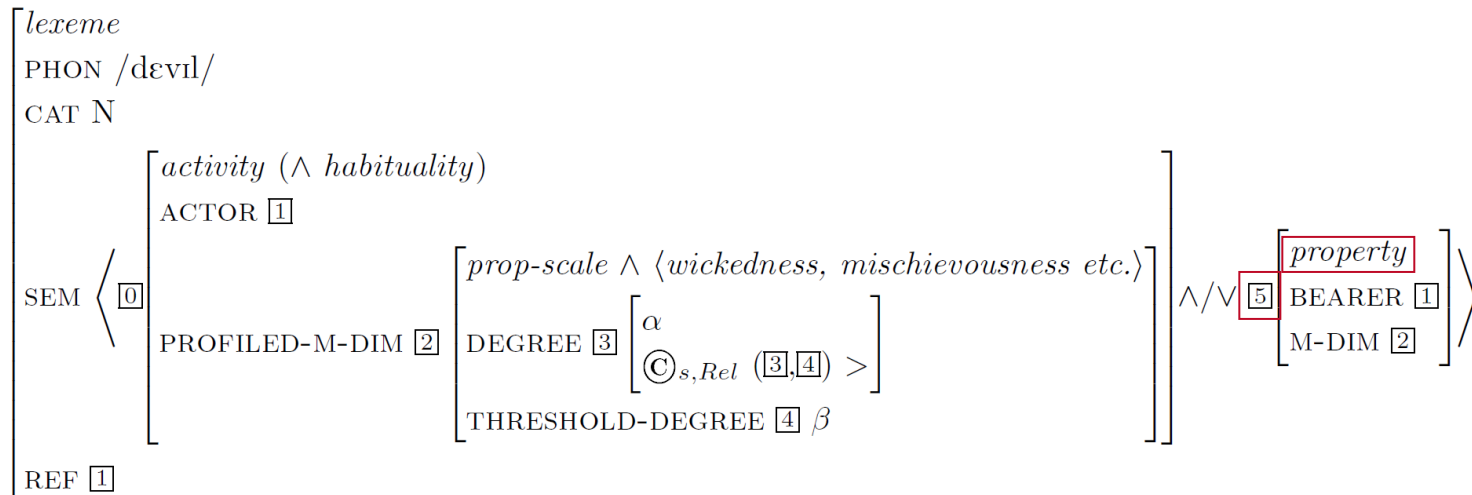 lexeme
PHON /dɛvɪl/
CAT N
activity (∧ habituality)
ACTOR 1
prop-scale ∧ ⟨wickedness, mischievousness etc.⟩
property
SEM ⟨ 0 PROFILED-M-DIM 2 DEGREE 3 α ∧/∨ 5 BEARER 1 ⟩
©s,Rel (3,4) > M-DIM 2
THRESHOLD-DEGREE 4 β
REF 1